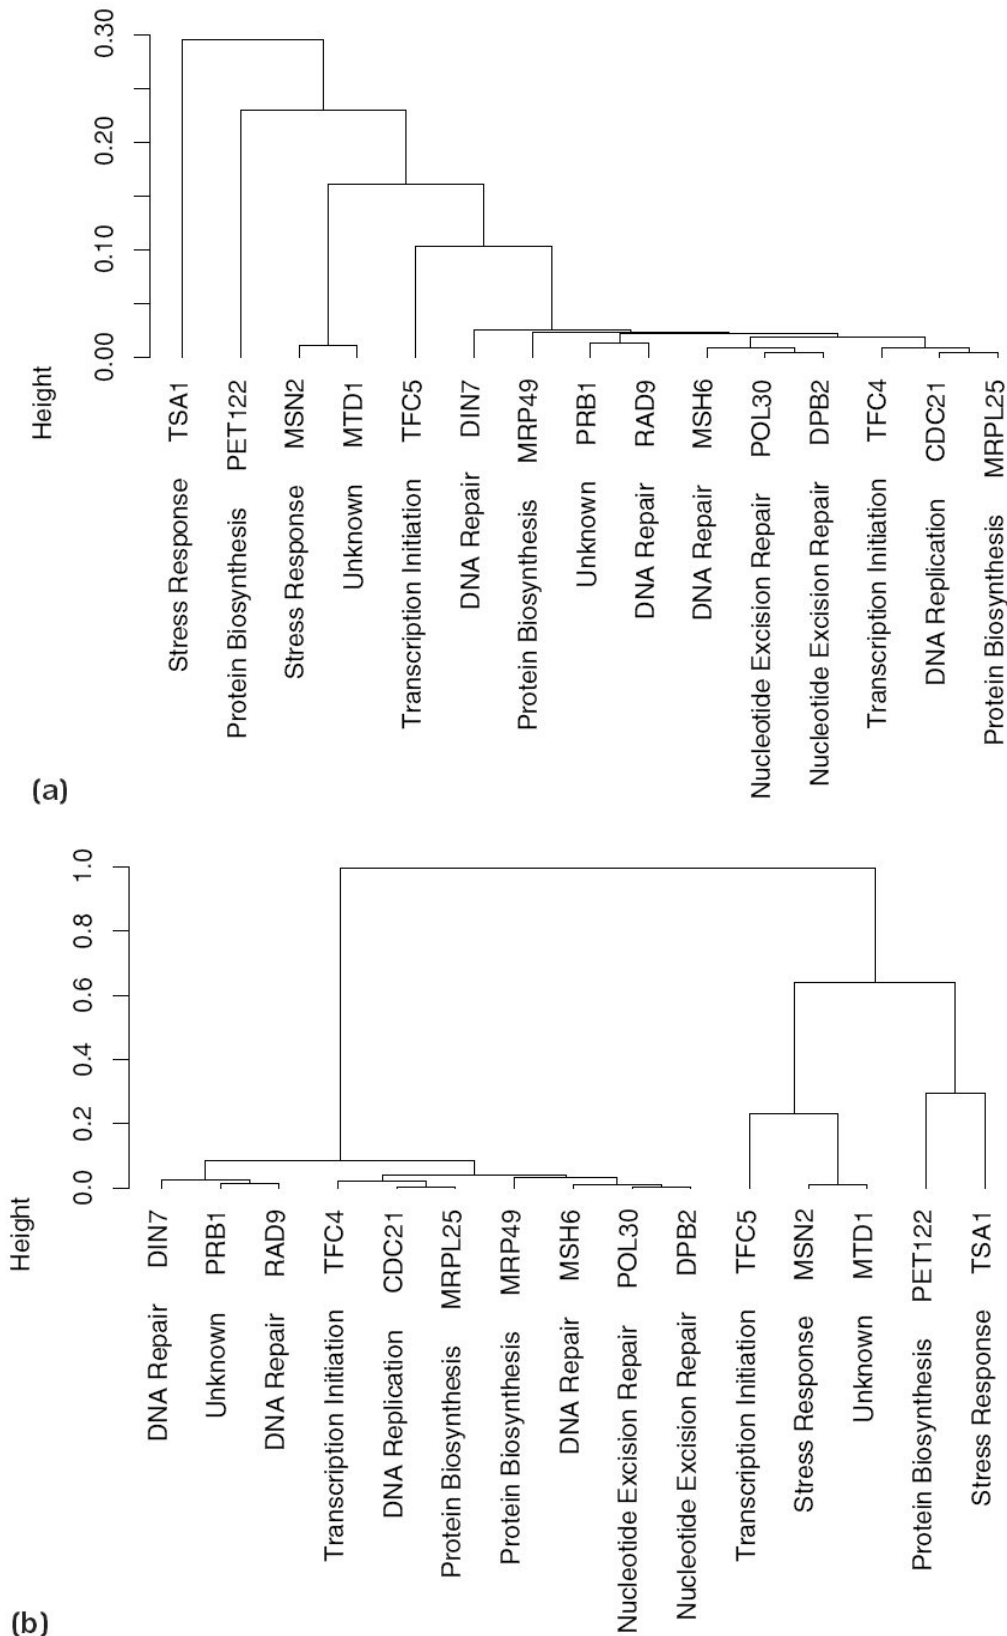 0.30
0.20
0.10
0.00
Height
TSA1
PET122
MSN2
MTD1
TFC5
DIN7
MRP49
PRB1
RAD9
MSH6
POL30
DPB2
TFC4
CDC21
MRPL25
Stress Response
Protein Biosynthesis
Stress Response
Unknown
Transcription Initiation
DNA Repair
Protein Biosynthesis
Unknown
DNA Repair
DNA Repair
Nucleotide Excision Repair
Nucleotide Excision Repair
Transcription Initiation
DNA Replication
Protein Biosynthesis
(a)
1.0
0.8
0.6
0.4
0.2
0.0
Height
DIN7
PRB1
RAD9
TFC4
CDC21
MRPL25
MRP49
MSH6
POL30
DPB2
TFC5
MSN2
MTD1
PET122
TSA1
DNA Repair
Unknown
DNA Repair
Transcription Initiation
DNA Replication
Protein Biosynthesis
Protein Biosynthesis
DNA Repair
Nucleotide Excision Repair
Nucleotide Excision Repair
Transcription Initiation
Stress Response
Unknown
Protein Biosynthesis
Stress Response
(b)